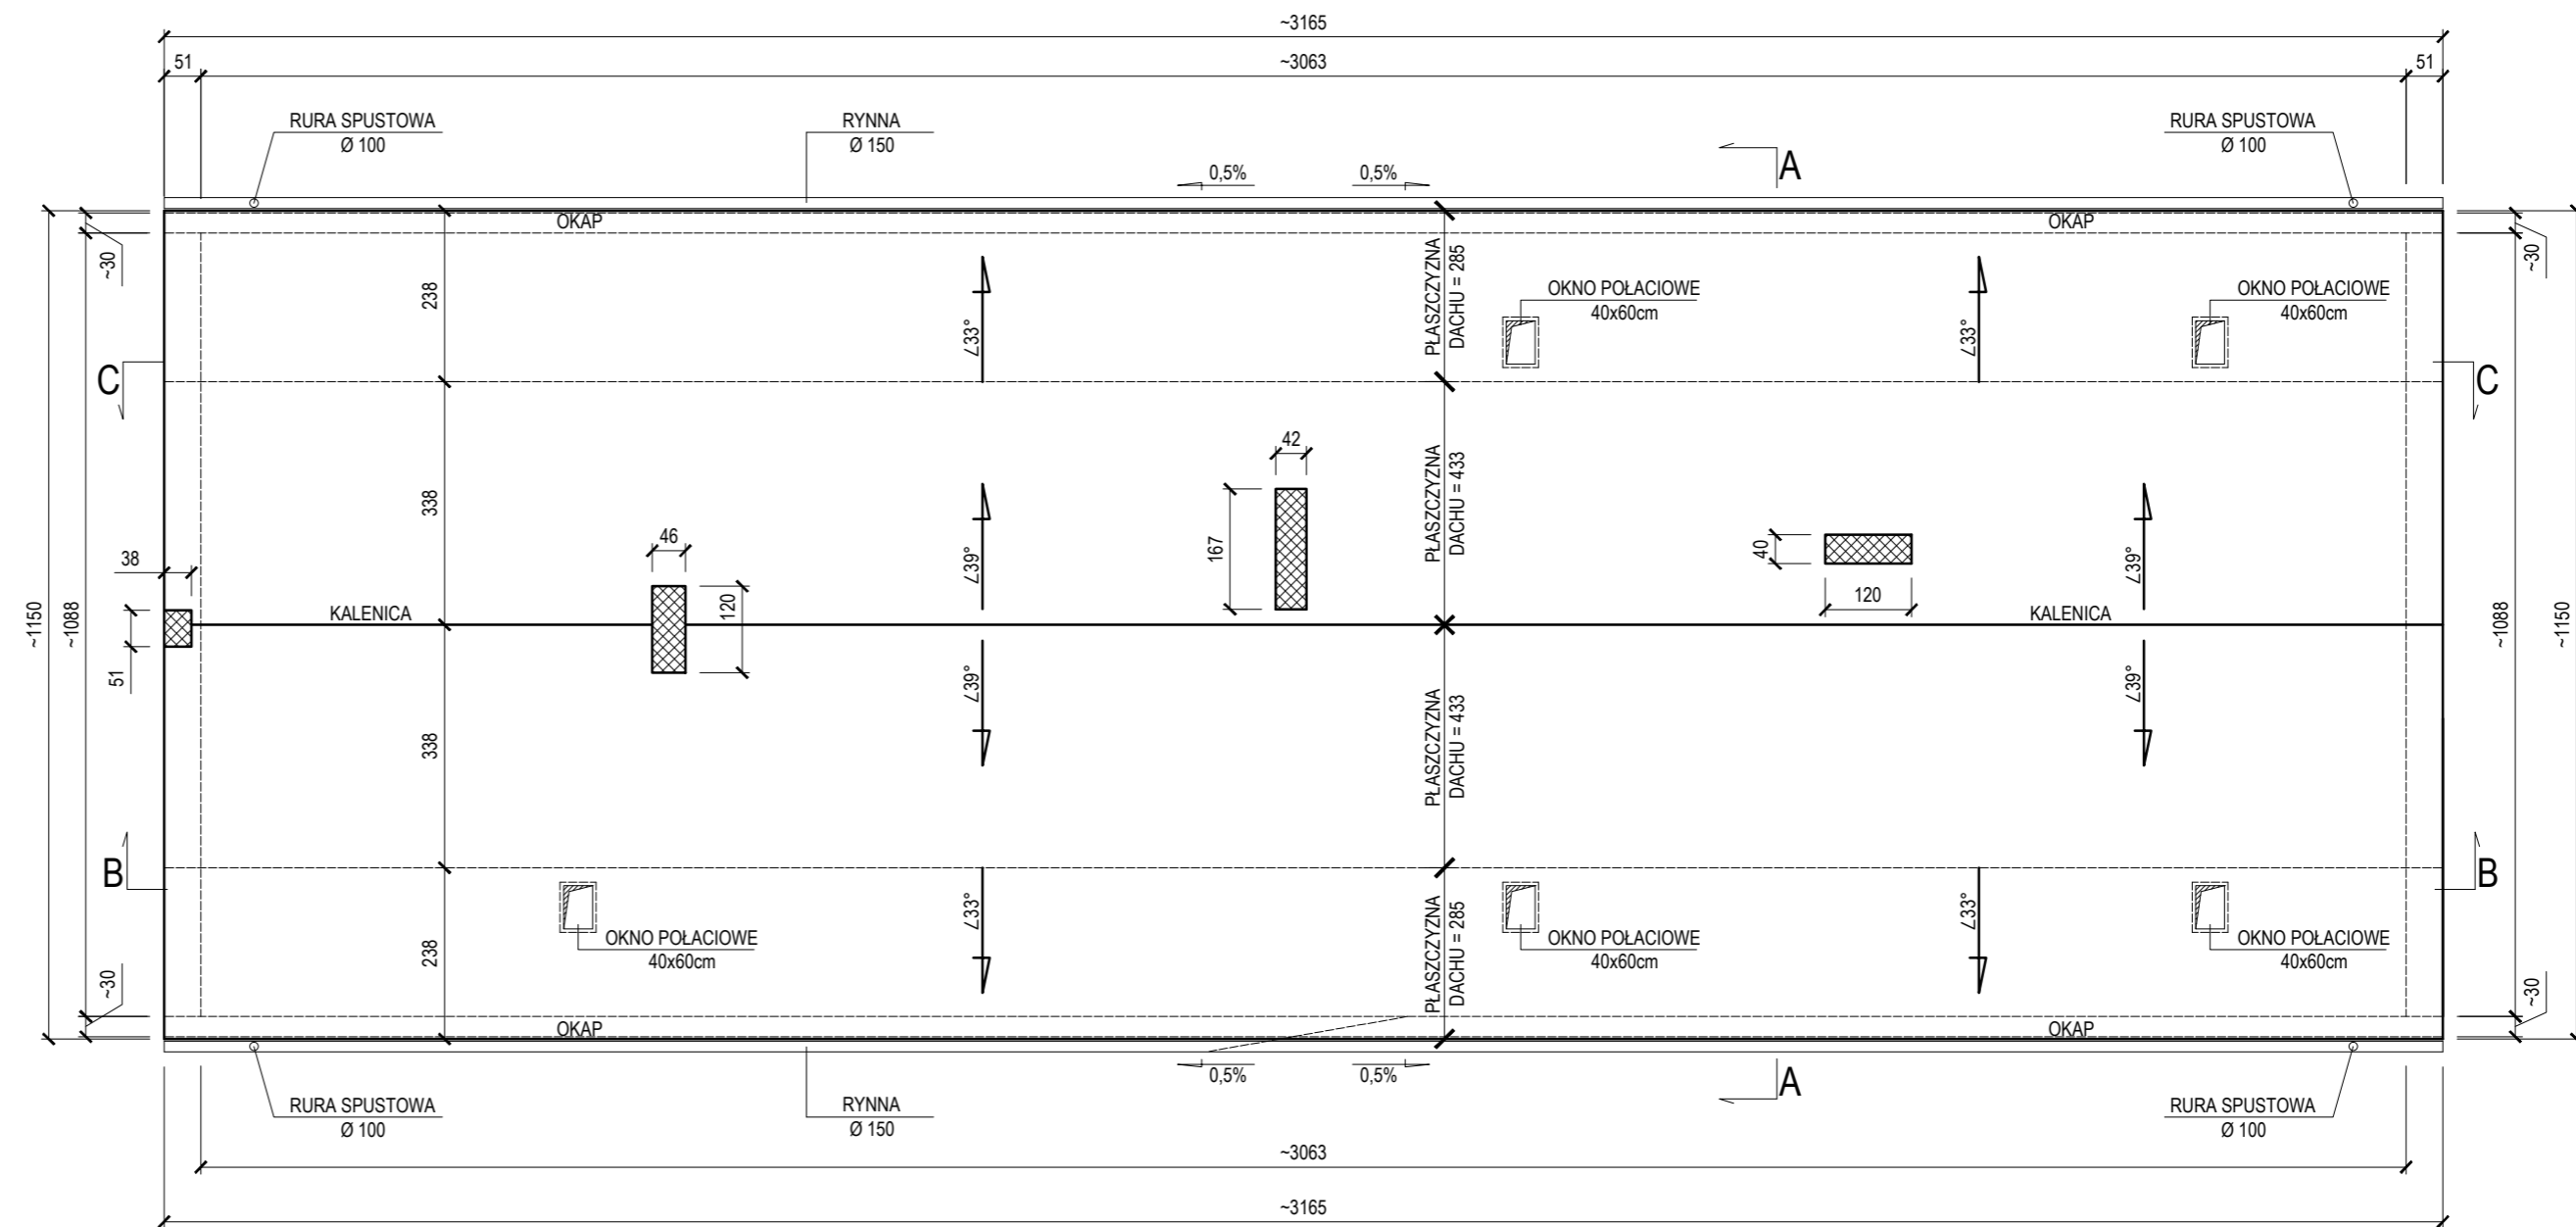 ~3165
51
~3063
51
RURA SPUSTOWA
Ø 100
RYNNA
Ø 150
RURA SPUSTOWA
Ø 100
0,5%
0,5%
A
OKAP
OKAP
~30
~30
238
∠33°
PŁASZCZYZNA
DACHU = 285
OKNO POŁACIOWE
40x60cm
∠33°
OKNO POŁACIOWE
40x60cm
C
C
338
42
167
PŁASZCZYZNA
DACHU = 433
46
120
∠39°
40
120
∠39°
38
51
~1150
~1088
KALENICA
KALENICA
~1088
~1150
338
∠39°
PŁASZCZYZNA
DACHU = 433
∠39°
B
B
238
OKNO POŁACIOWE
40x60cm
∠33°
PŁASZCZYZNA
DACHU = 285
OKNO POŁACIOWE
40x60cm
∠33°
OKNO POŁACIOWE
40x60cm
~30
~30
OKAP
OKAP
0,5%
0,5%
A
RURA SPUSTOWA
Ø 100
RYNNA
Ø 150
RURA SPUSTOWA
Ø 100
~3063
~3165